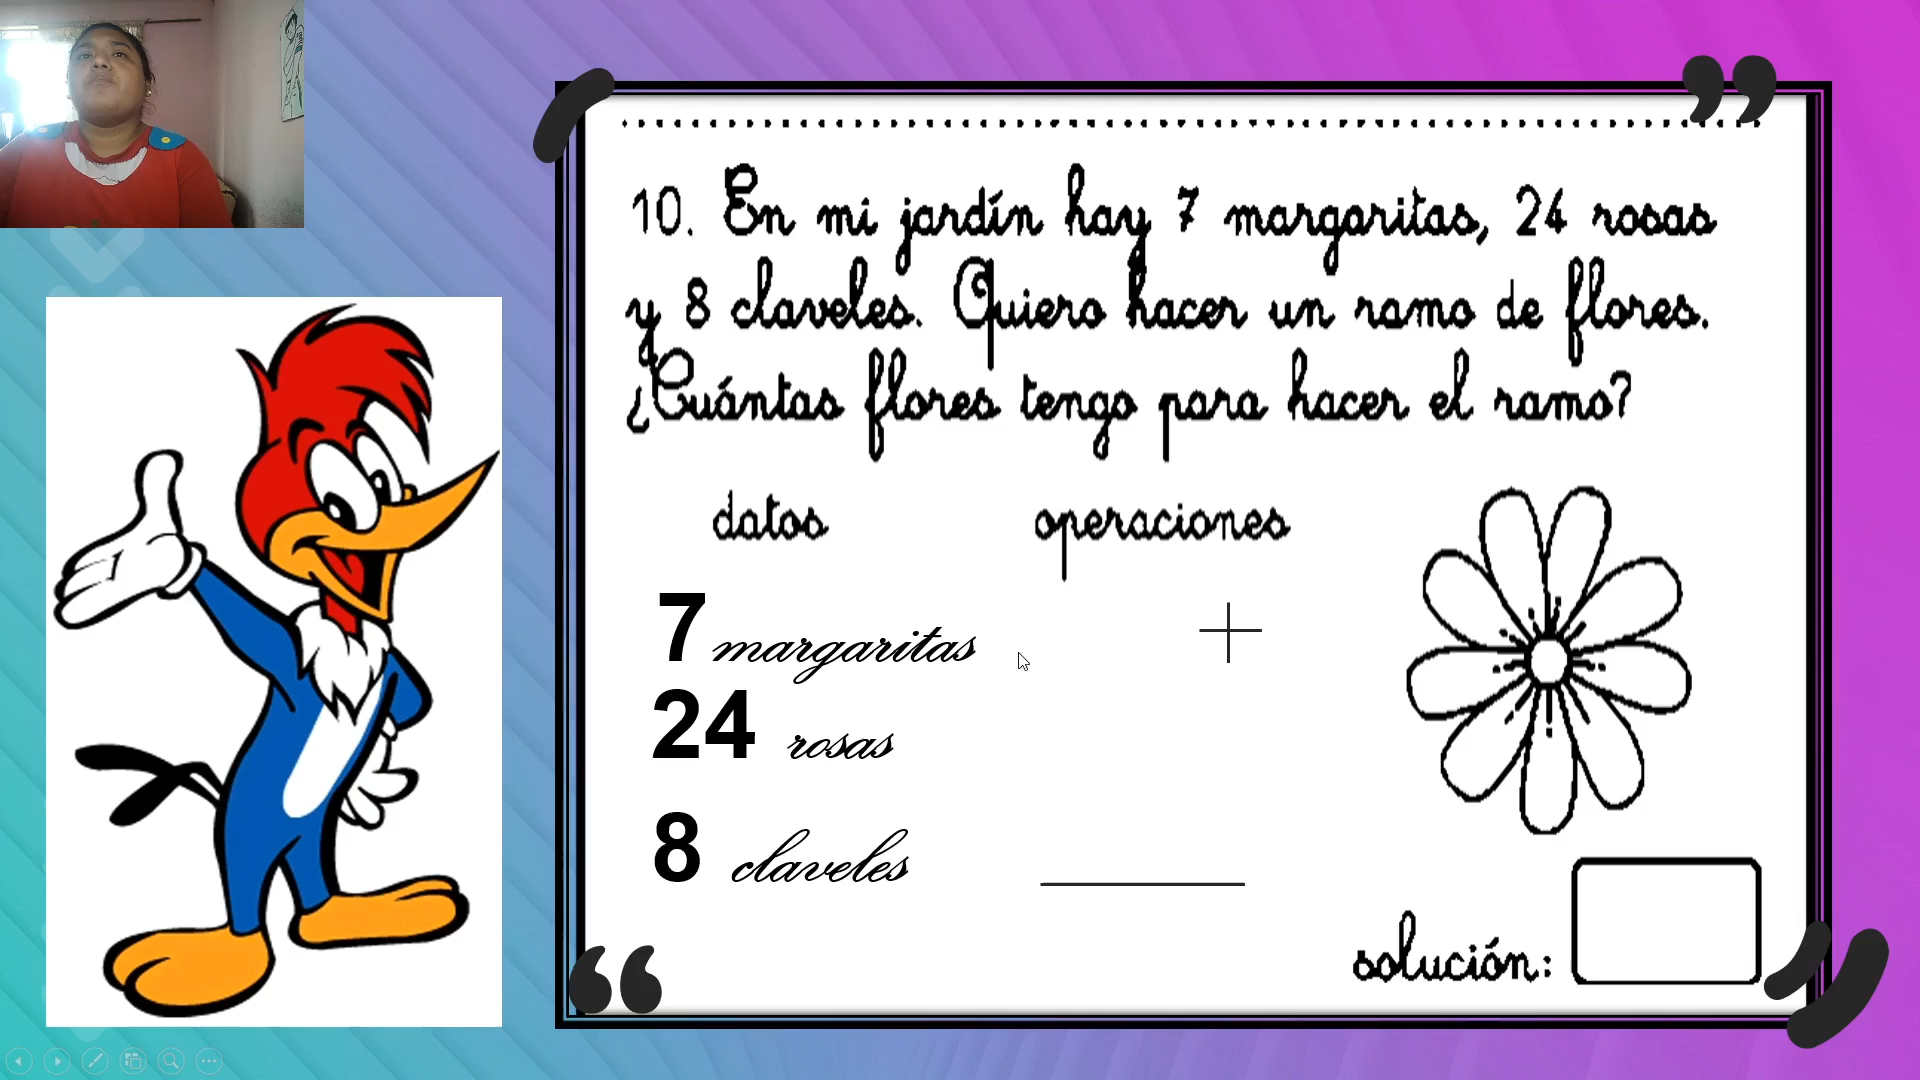 10. En mi jardín hay 7 margaritas, 24 rosas
y 8 claveles. Quiero hacer un ramo de flores.
¿Cuántas flores tengo para hacer el ramo?
datos operaciones
7 margaritas
+
24 rosas
8 claveles
solución: